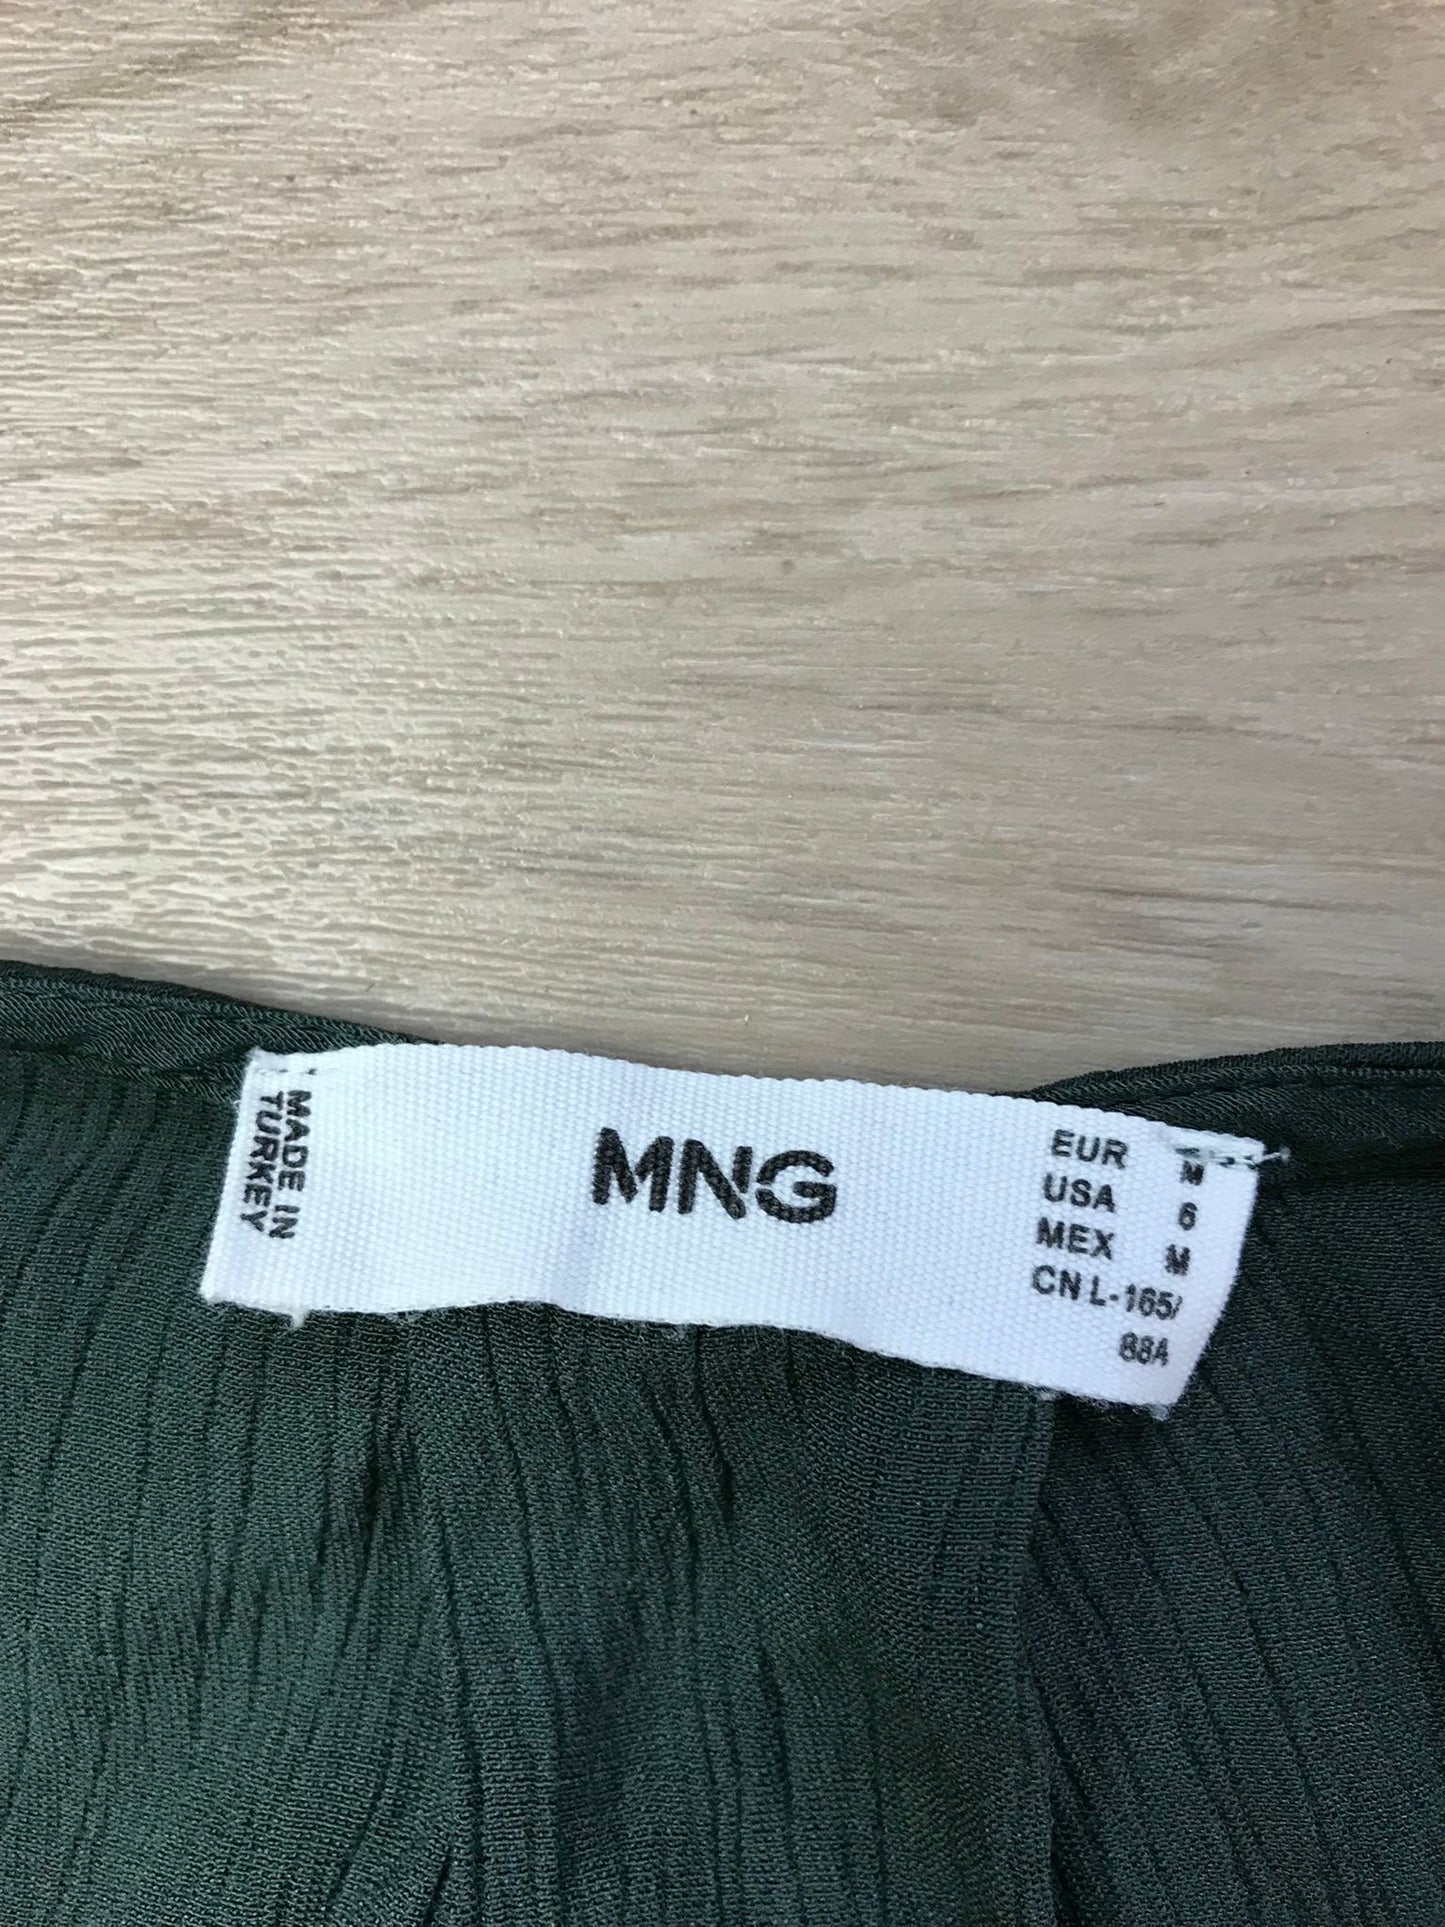 MADE IN
TURKEY
MNG
EUR M
USA 6
MEX M
CN L-165/
88A